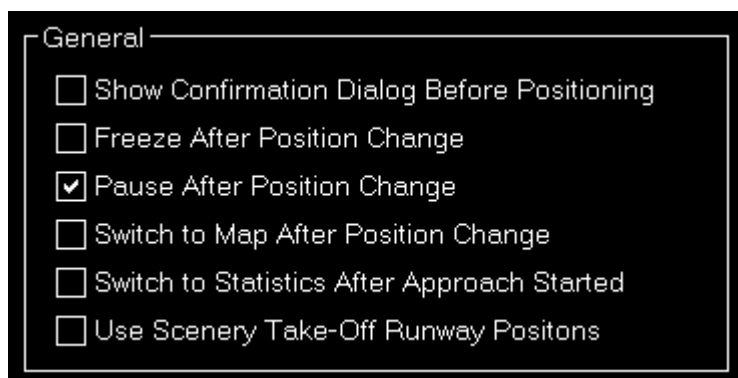 General
Show Confirmation Dialog Before Positioning
Freeze After Position Change
Pause After Position Change
Switch to Map After Position Change
Switch to Statistics After Approach Started
Use Scenery Take-Off Runway Positons